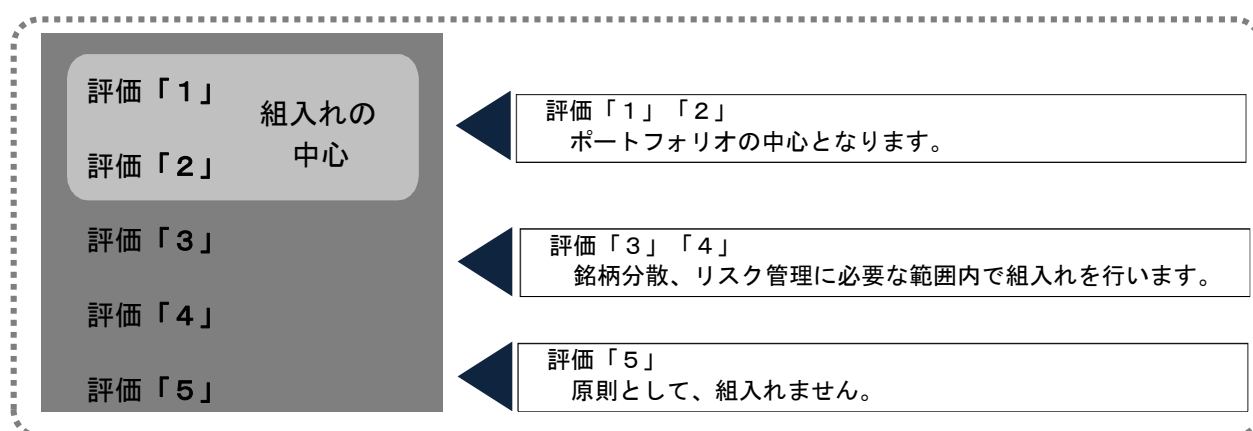 評価「１」
組入れの
中心
評価「２」
評価「３」
評価「４」
評価「５」
評価「１」「２」
ポートフォリオの中心となります。
評価「３」「４」
銘柄分散、リスク管理に必要な範囲内で組入れを行います。
評価「５」
原則として、組入れません。